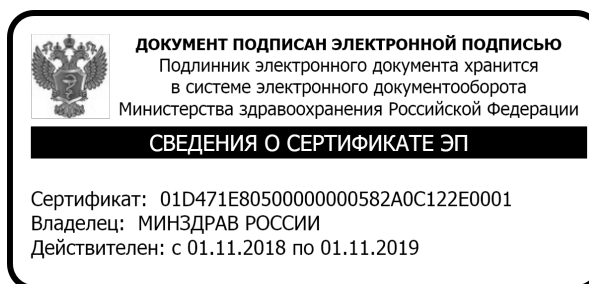 ДОКУМЕНТ ПОДПИСАН ЭЛЕКТРОННОЙ ПОДПИСЬЮ
Подлинник электронного документа хранится
в системе электронного документооборота
Министерства здравоохранения Российской Федерации
СВЕДЕНИЯ О СЕРТИФИКАТЕ ЭП
Сертификат: 01D471E80500000000582A0C122E0001
Владелец: МИНЗДРАВ РОССИИ
Действителен: с 01.11.2018 по 01.11.2019